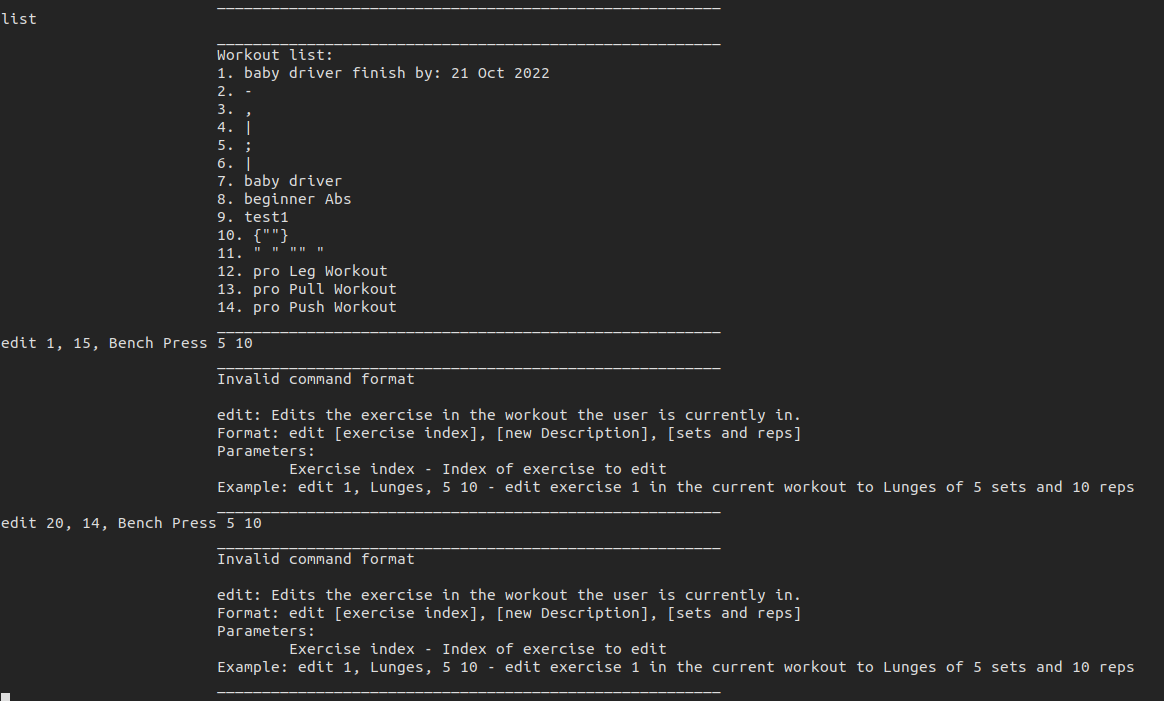 list
Workout list:
1. baby driver finish by: 21 Oct 2022
2. -
3. ,
4. |
5. ;
6. |
7. baby driver
8. beginner Abs
9. test1
10. {""}
11. " " "" "
12. pro Leg Workout
13. pro Pull Workout
14. pro Push Workout
edit 1, 15, Bench Press 5 10
Invalid command format
edit: Edits the exercise in the workout the user is currently in.
Format: edit [exercise index], [new Description], [sets and reps]
Parameters:
Exercise index - Index of exercise to edit
Example: edit 1, Lunges, 5 10 - edit exercise 1 in the current workout to Lunges of 5 sets and 10 reps
edit 20, 14, Bench Press 5 10
Invalid command format
edit: Edits the exercise in the workout the user is currently in.
Format: edit [exercise index], [new Description], [sets and reps]
Parameters:
Exercise index - Index of exercise to edit
Example: edit 1, Lunges, 5 10 - edit exercise 1 in the current workout to Lunges of 5 sets and 10 reps